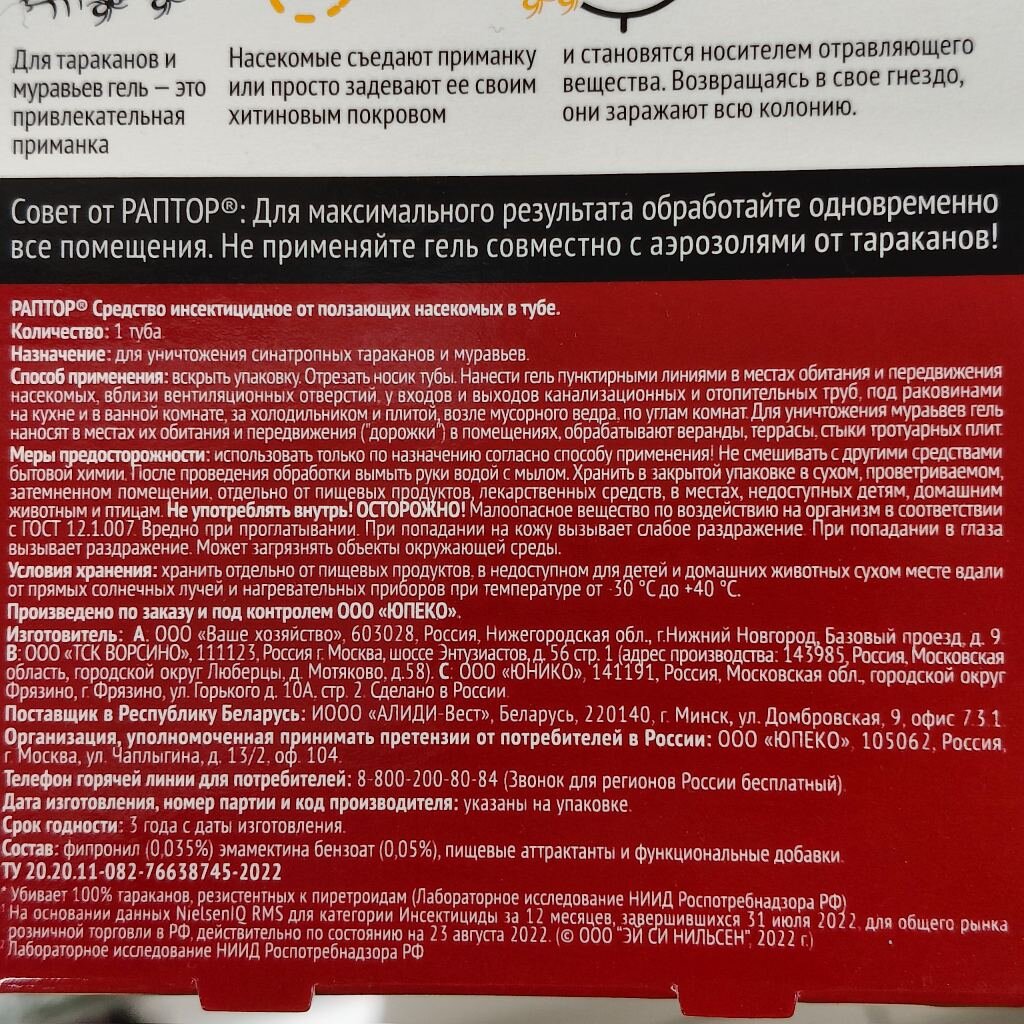 Для тараканов и
муравьев гель — это
привлекательная
приманка
Насекомые съедают приманку
или просто задевают ее своим
хитиновым покровом
и становятся носителем отравляющего
вещества. Возвращаясь в свое гнездо,
они заражают всю колонию.
Совет от РАПТОР®: Для максимального результата обработайте одновременно
все помещения. Не применяйте гель совместно с аэрозолями от тараканов!
РАПТОР® Средство инсектицидное от ползающих насекомых в тубе.
Количество: 1 туба.
Назначение: для уничтожения синатропных тараканов и муравьев.
Способ применения: вскрыть упаковку. Отрезать носик тубы. Нанести гель пунктирными линиями в местах обитания и передвижения
насекомых, вблизи вентиляционных отверстий, у входов и выходов канализационных и отопительных труб, под раковинами
на кухне и в ванной комнате, за холодильником и плитой, возле мусорного ведра, по углам комнат. Для уничтожения муравьев гель
наносят в местах их обитания и передвижения ("дорожки") в помещениях, обрабатывают веранды, террасы, стыки тротуарных плит.
Меры предосторожности: использовать только по назначению согласно способу применения! Не смешивать с другими средствами
бытовой химии. После проведения обработки вымыть руки водой с мылом. Хранить в закрытой упаковке в сухом, проветриваемом,
затемненном помещении, отдельно от пищевых продуктов, лекарственных средств, в местах, недоступных детям, домашним
животным и птицам. Не употреблять внутрь! ОСТОРОЖНО! Малоопасное вещество по воздействию на организм в соответствии
с ГОСТ 12.1.007. Вредно при проглатывании. При попадании на кожу вызывает слабое раздражение. При попадании в глаза
вызывает раздражение. Может загрязнять объекты окружающей среды.
Условия хранения: хранить отдельно от пищевых продуктов, в недоступном для детей и домашних животных сухом месте вдали
от прямых солнечных лучей и нагревательных приборов при температуре от -30 °C до +40 °C.
Произведено по заказу и под контролем ООО «ЮПЕКО».
Изготовитель: А. ООО «Ваше хозяйство», 603028, Россия, Нижегородская обл., г.Нижний Новгород, Базовый проезд, д. 9.
В: ООО «ТСК ВОРСИНО», 111123, Россия г. Москва, шоссе Энтузиастов, д. 56 стр. 1 (адрес производства: 143985, Россия, Московская
область, городской округ Люберцы, д. Мотяково, д.58). С: ООО «ЮНИКО», 141191, Россия, Московская обл., городской округ
Фрязино, г. Фрязино, ул. Горького д. 10А, стр. 2. Сделано в России.
Поставщик в Республику Беларусь: ИООО «АЛИДИ-Вест», Беларусь, 220140, г. Минск, ул. Домбровская, 9, офис 7.3.1.
Организация, уполномоченная принимать претензии от потребителей в России: ООО «ЮПЕКО», 105062, Россия,
г. Москва, ул. Чаплыгина, д. 13/2, оф. 104.
Телефон горячей линии для потребителей: 8-800-200-80-84 (Звонок для регионов России бесплатный).
Дата изготовления, номер партии и код производителя: указаны на упаковке.
Срок годности: 3 года с даты изготовления.
Состав: фипронил (0,035%) эмамектина бензоат (0,05%), пищевые аттрактанты и функциональные добавки.
ТУ 20.20.11-082-76638745-2022
* Убивает 100% тараканов, резистентных к пиретроидам (Лабораторное исследование НИИД Роспотребнадзора РФ)
¹ На основании данных NielsenIQ RMS для категории Инсектициды за 12 месяцев, завершившихся 31 июля 2022, для общего рынка
розничной торговли в РФ, действительно по состоянию на 23 августа 2022. (© ООО "ЭЙ СИ НИЛЬСЕН", 2022 г.)
² Лабораторное исследование НИИД Роспотребнадзора РФ